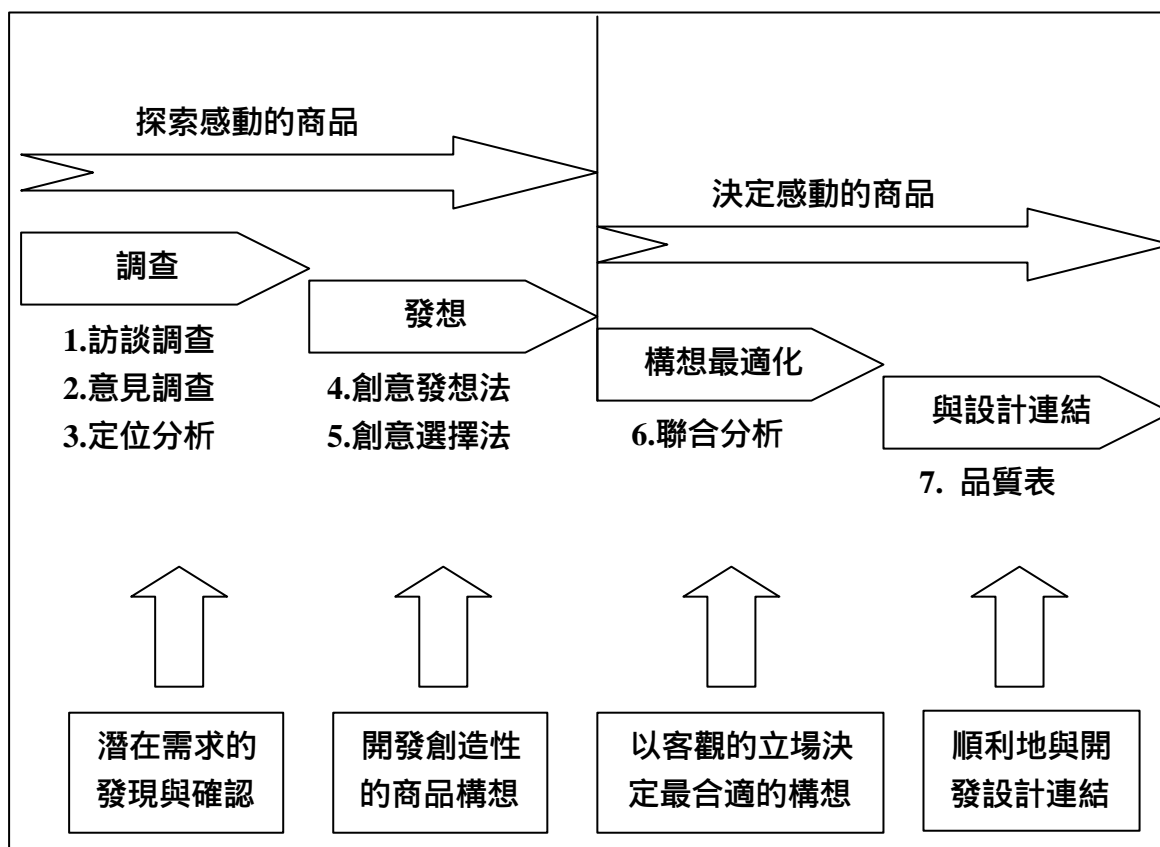 探索感動的商品
決定感動的商品
調查
1.訪談調查
2.意見調查
3.定位分析
發想
4.創意發想法
5.創意選擇法
構想最適化
6.聯合分析
與設計連結
7. 品質表
潛在需求的
發現與確認
開發創造性
的商品構想
以客觀的立場決
定最合適的構想
順利地與開
發設計連結